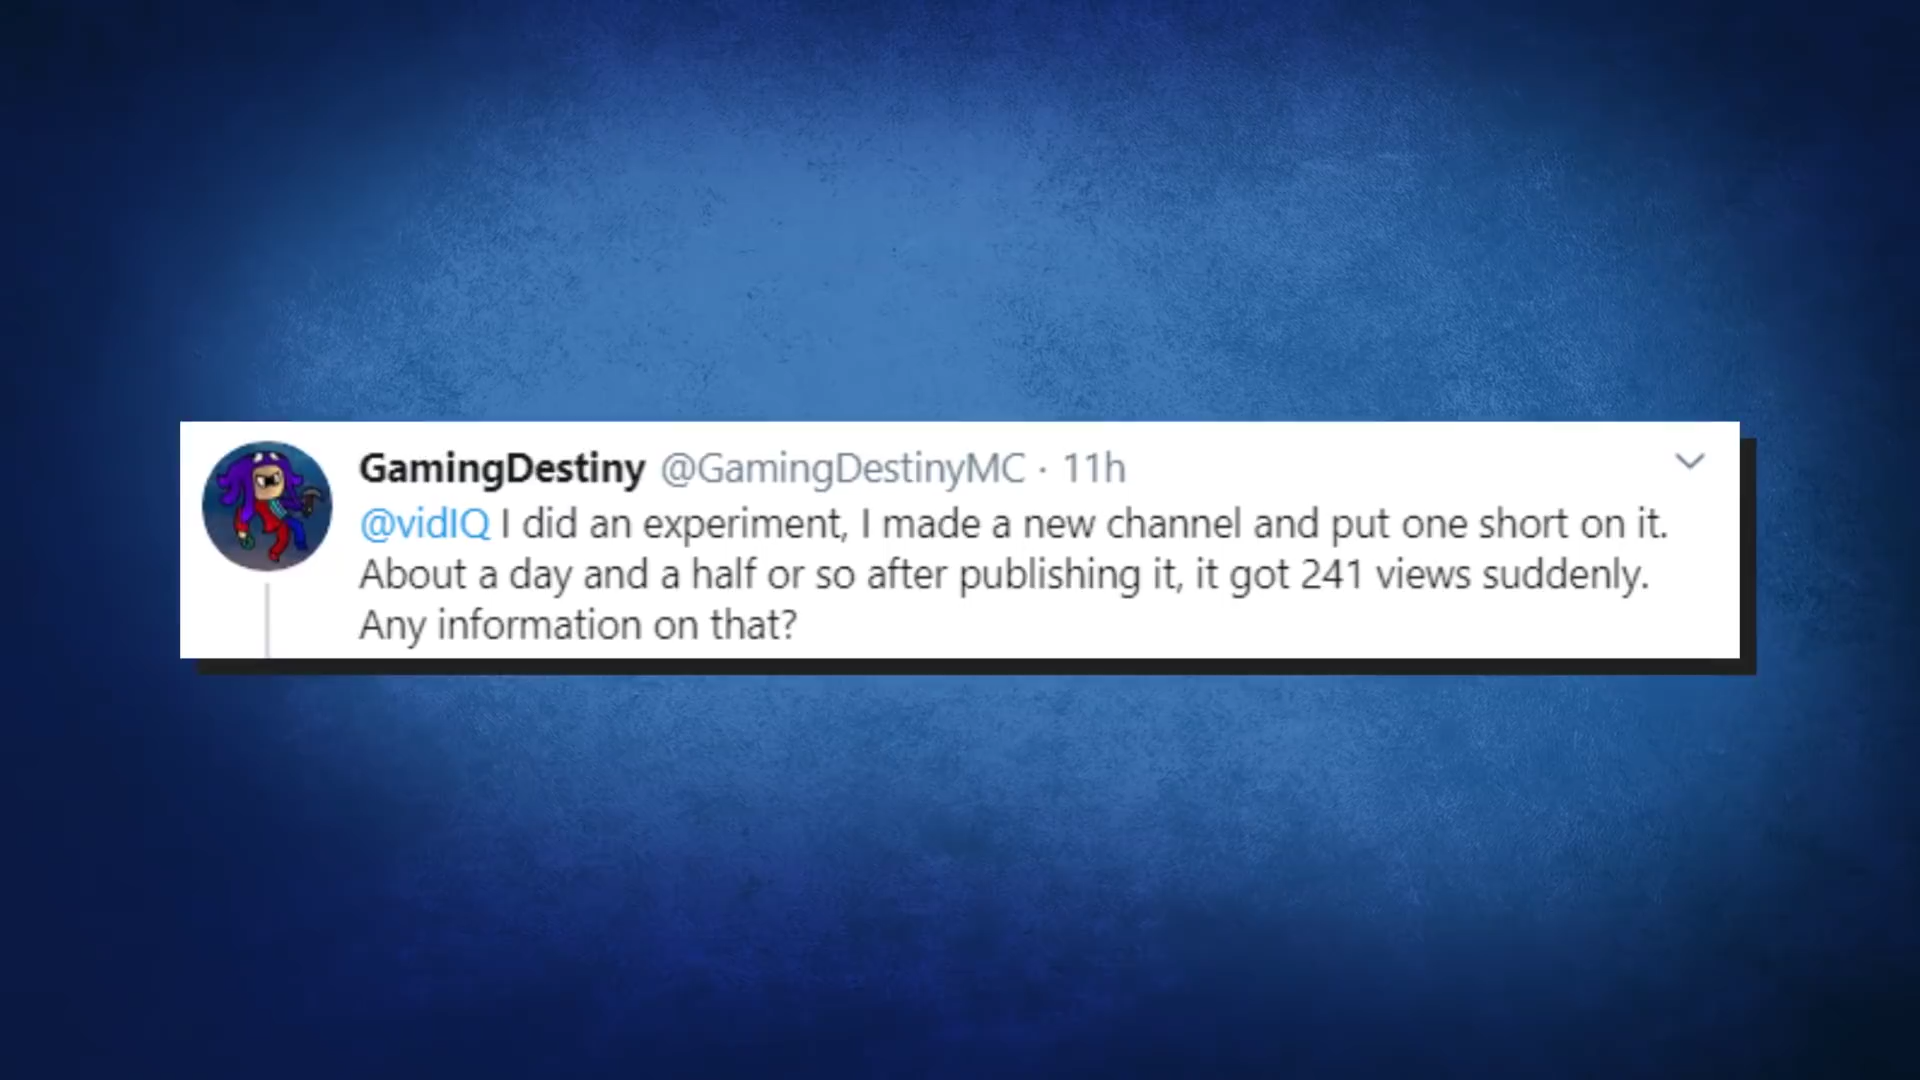 GamingDestiny @GamingDestinyMC · 11h
@vidIQ I did an experiment, I made a new channel and put one short on it.
About a day and a half or so after publishing it, it got 241 views suddenly.
Any information on that?